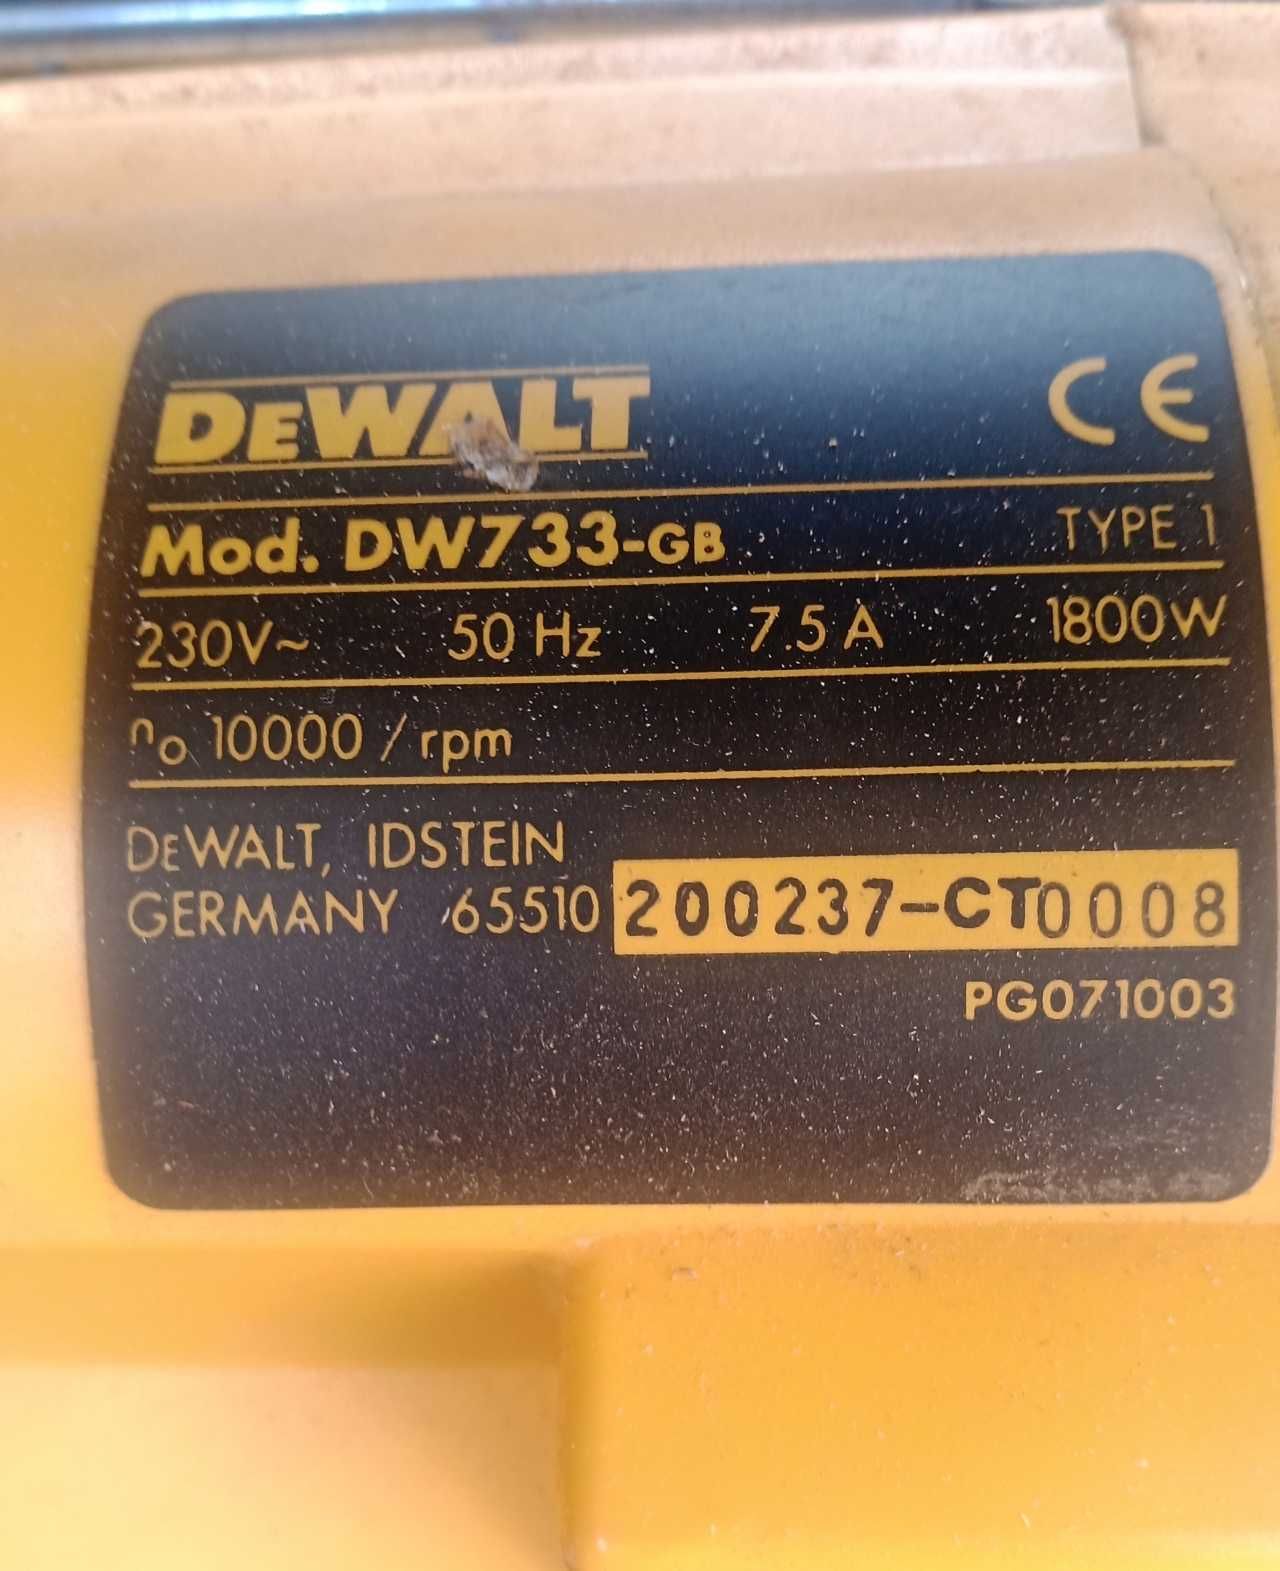 DEWALT CE
Mod. DW733-GB TYPE 1
230V~ 50 Hz 7.5 A 1800W
no 10000 / rpm
DEWALT, IDSTEIN
GERMANY 65510 200237-CT0008
PG071003